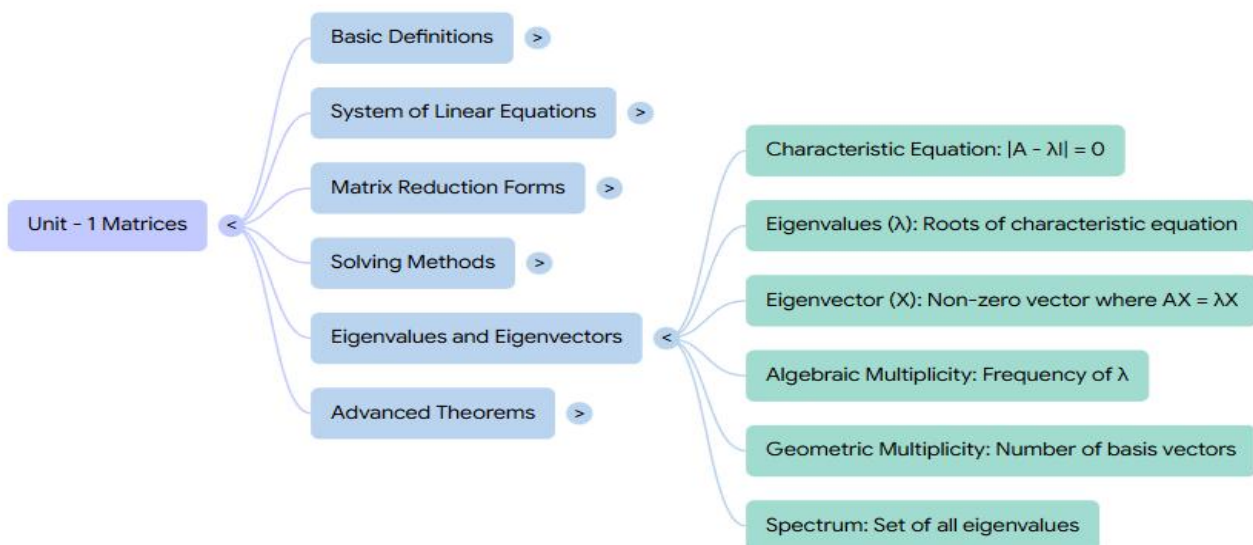 Unit - 1 Matrices
<
Basic Definitions
>
System of Linear Equations
>
Matrix Reduction Forms
>
Solving Methods
>
Eigenvalues and Eigenvectors
<
Advanced Theorems
>
Characteristic Equation: |A - λI| = 0
Eigenvalues (λ): Roots of characteristic equation
Eigenvector (X): Non-zero vector where AX = λX
Algebraic Multiplicity: Frequency of λ
Geometric Multiplicity: Number of basis vectors
Spectrum: Set of all eigenvalues